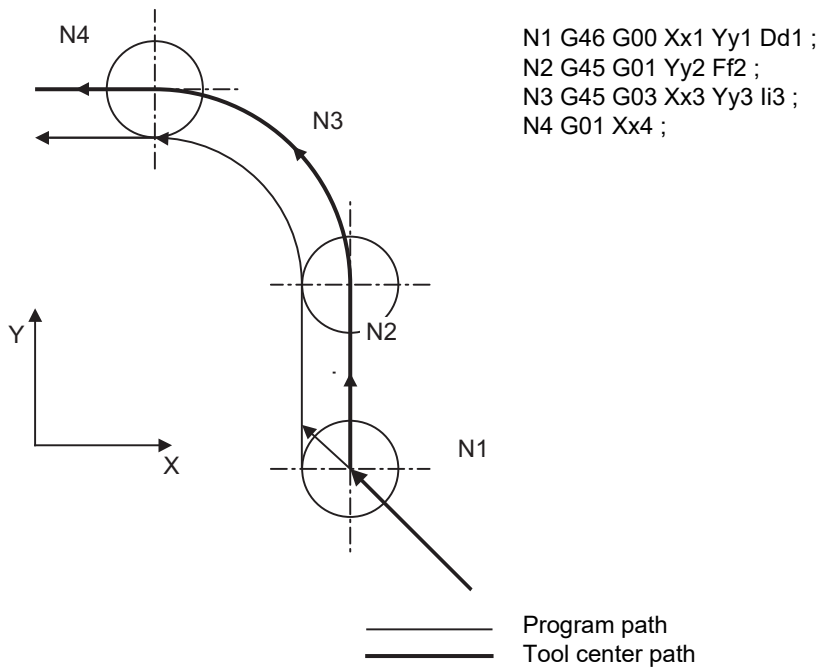 N4
N1 G46 G00 Xx1 Yy1 Dd1 ;
N2 G45 G01 Yy2 Ff2 ;
N3 G45 G03 Xx3 Yy3 Ii3 ;
N4 G01 Xx4 ;
N3
N2
Y
X
N1
Program path
Tool center path